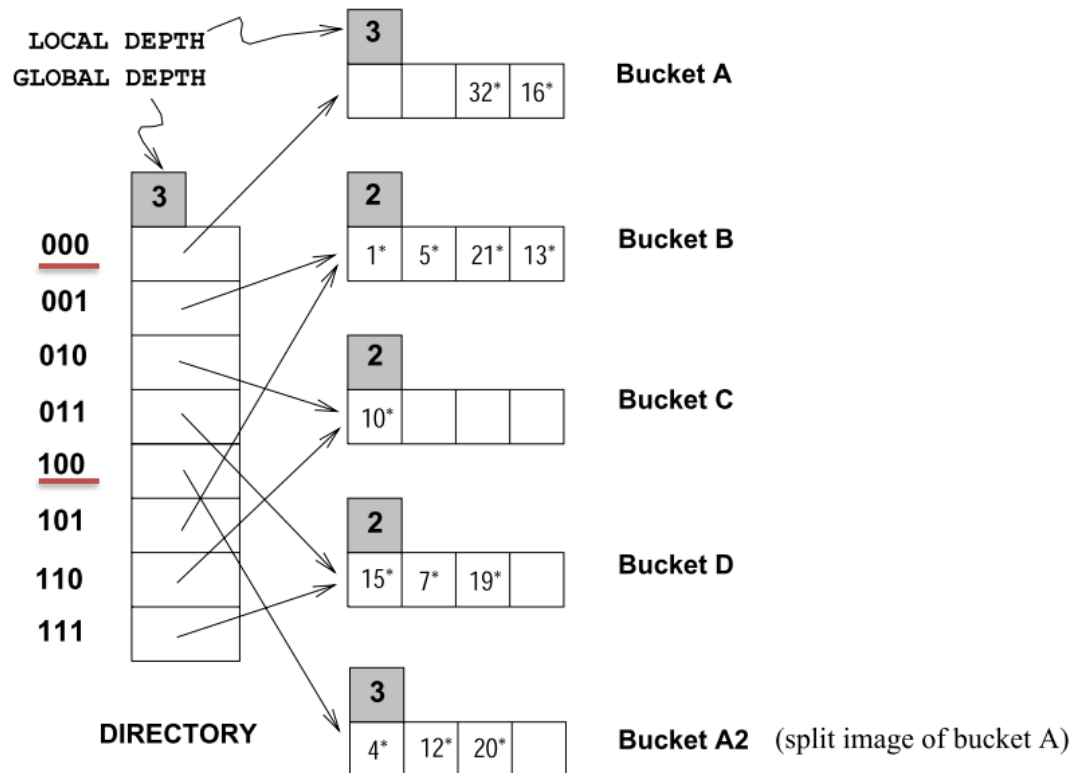 LOCAL DEPTH
GLOBAL DEPTH
3
32* 16*
Bucket A
3
000
001
010
011
100
101
110
111
DIRECTORY
2
1* 5* 21* 13*
Bucket B
2
10*
Bucket C
2
15* 7* 19*
Bucket D
3
4* 12* 20*
Bucket A2 (split image of bucket A)